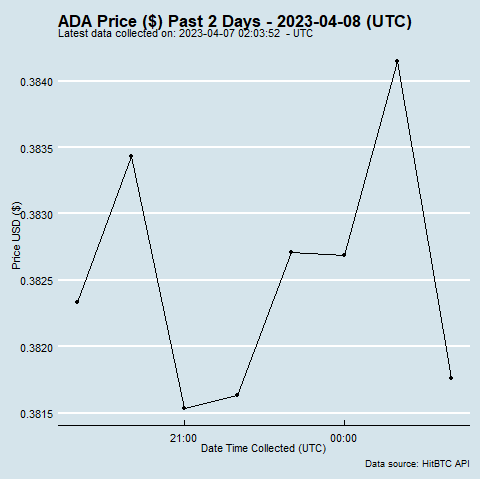 ADA Price ($) Past 2 Days - 2023-04-08 (UTC)
Latest data collected on: 2023-04-07 02:03:52  - UTC
0.3840
0.3835
0.3830
0.3825
0.3820
0.3815
Price USD ($)
21:00
00:00
Date Time Collected (UTC)
Data source: HitBTC API